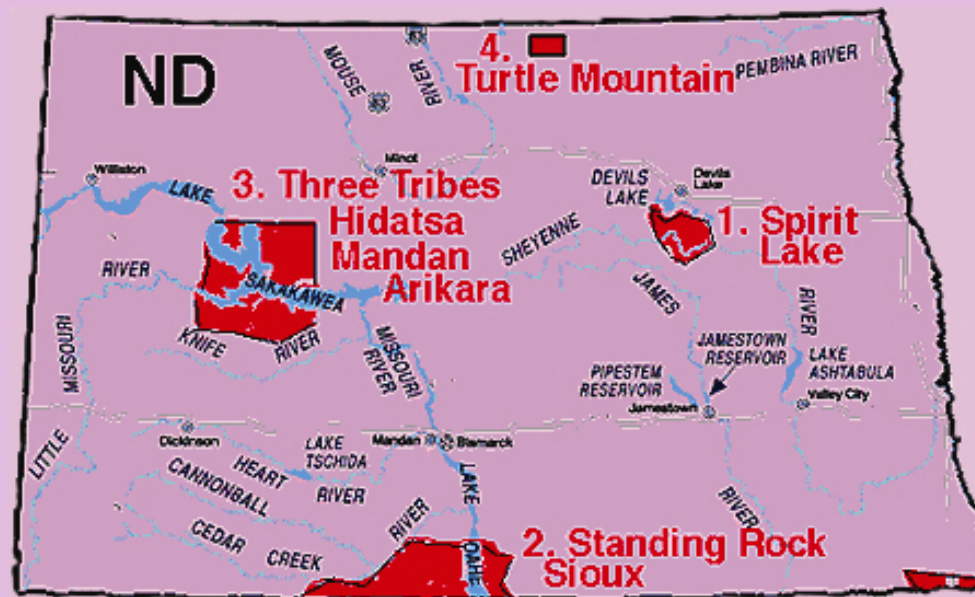 ND
MOUSE
RIVER
4.
Turtle Mountain
PEMBINA RIVER
Minot
Williston
LAKE
3. Three Tribes
Hidatsa
Mandan
Arikara
SAKAKAWEA
DEVILS
LAKE
Devils
Lake
1. Spirit
Lake
SHEYENNE
RIVER
RIVER
MISSOURI
LITTLE
KNIFE
RIVER
MISSOURI
RIVER
JAMES
JAMESTOWN
RESERVOIR
PIPESTEM
RESERVOIR
Jamestown
LAKE
ASHTABULA
Valley City
Dickinson
Mandan
Bismarck
LAKE
TSCHIDA
HEART
RIVER
CANNONBALL
RIVER
CEDAR
CREEK
LAKE
OAHE
RIVER
2. Standing Rock
Sioux